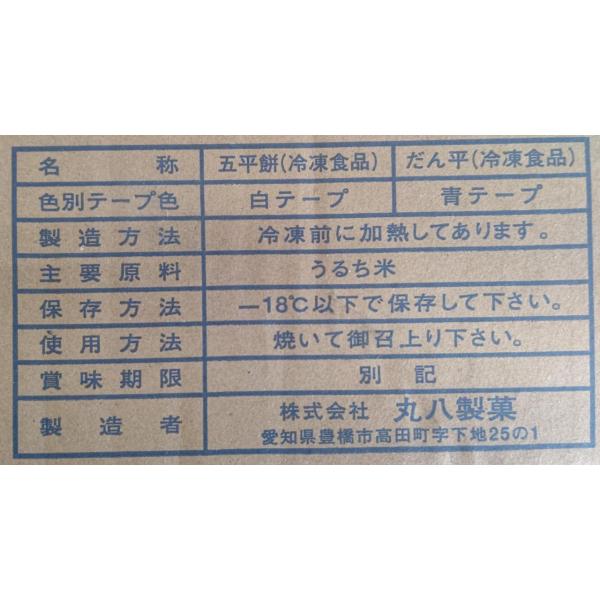 名称 五平餅(冷凍食品) だん平(冷凍食品)
色別テープ色 白テープ 青テープ
製造方法 冷凍前に加熱してあります。
主要原料 うるち米
保存方法 −18℃以下で保存して下さい。
使用方法 焼いて御召上り下さい。
賞味期限 別記
製造者 株式会社 丸八製菓
愛知県豊橋市高田町字下地25の1